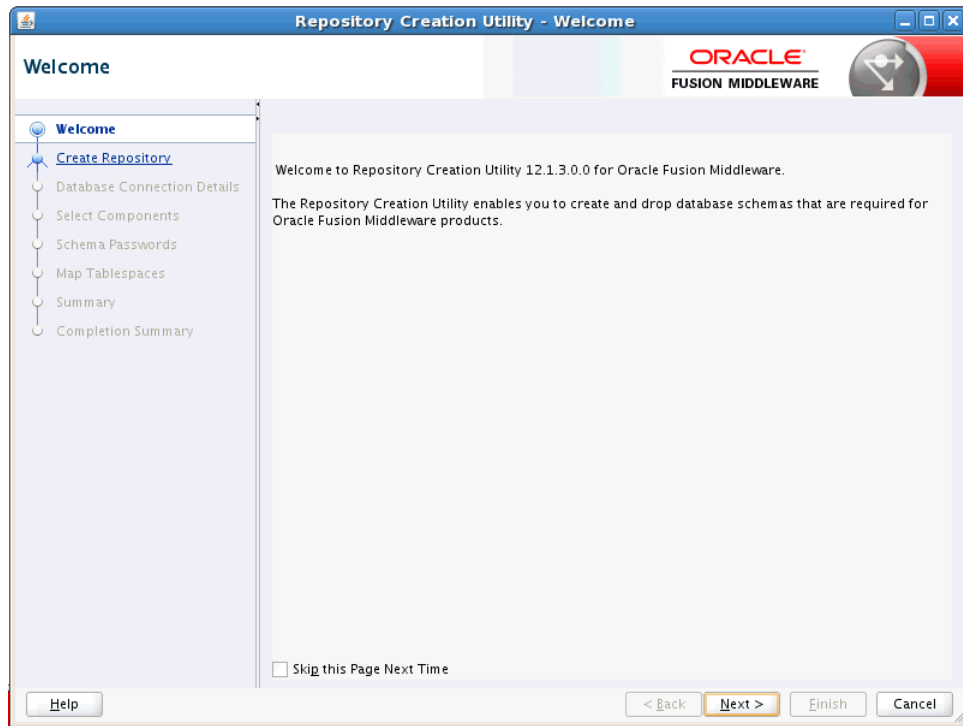 Repository Creation Utility - Welcome
Welcome
ORACLE
FUSION MIDDLEWARE
Welcome
Create Repository
Database Connection Details
Select Components
Schema Passwords
Map Tablespaces
Summary
Completion Summary
Welcome to Repository Creation Utility 12.1.3.0.0 for Oracle Fusion Middleware.
The Repository Creation Utility enables you to create and drop database schemas that are required for
Oracle Fusion Middleware products.
Skip this Page Next Time
Help
< Back
Next >
Finish
Cancel